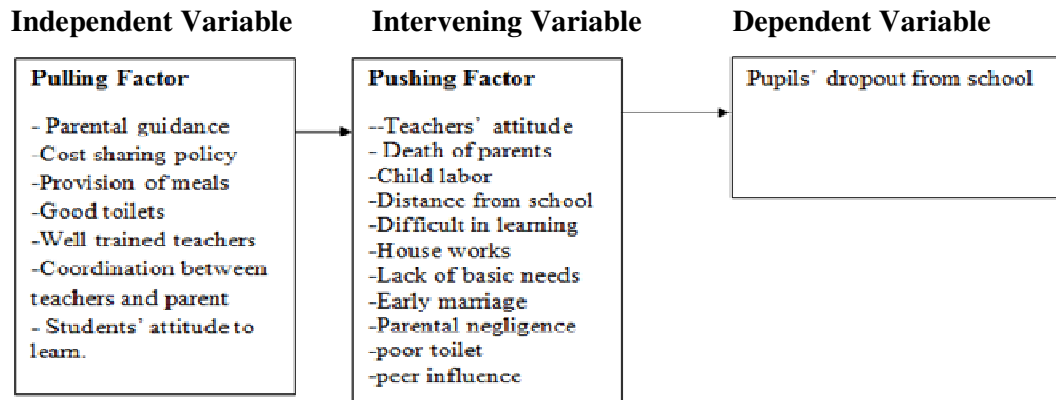 Independent Variable
Intervening Variable
Dependent Variable
Pulling Factor
- Parental guidance
-Cost sharing policy
-Provision of meals
-Good toilets
-Well trained teachers
-Coordination between
teachers and parent
- Students' attitude to
learn.
Pushing Factor
--Teachers' attitude
- Death of parents
-Child labor
-Distance from school
-Difficult in learning
-House works
-Lack of basic needs
-Early marriage
-Parental negligence
-poor toilet
-peer influence
Pupils' dropout from school